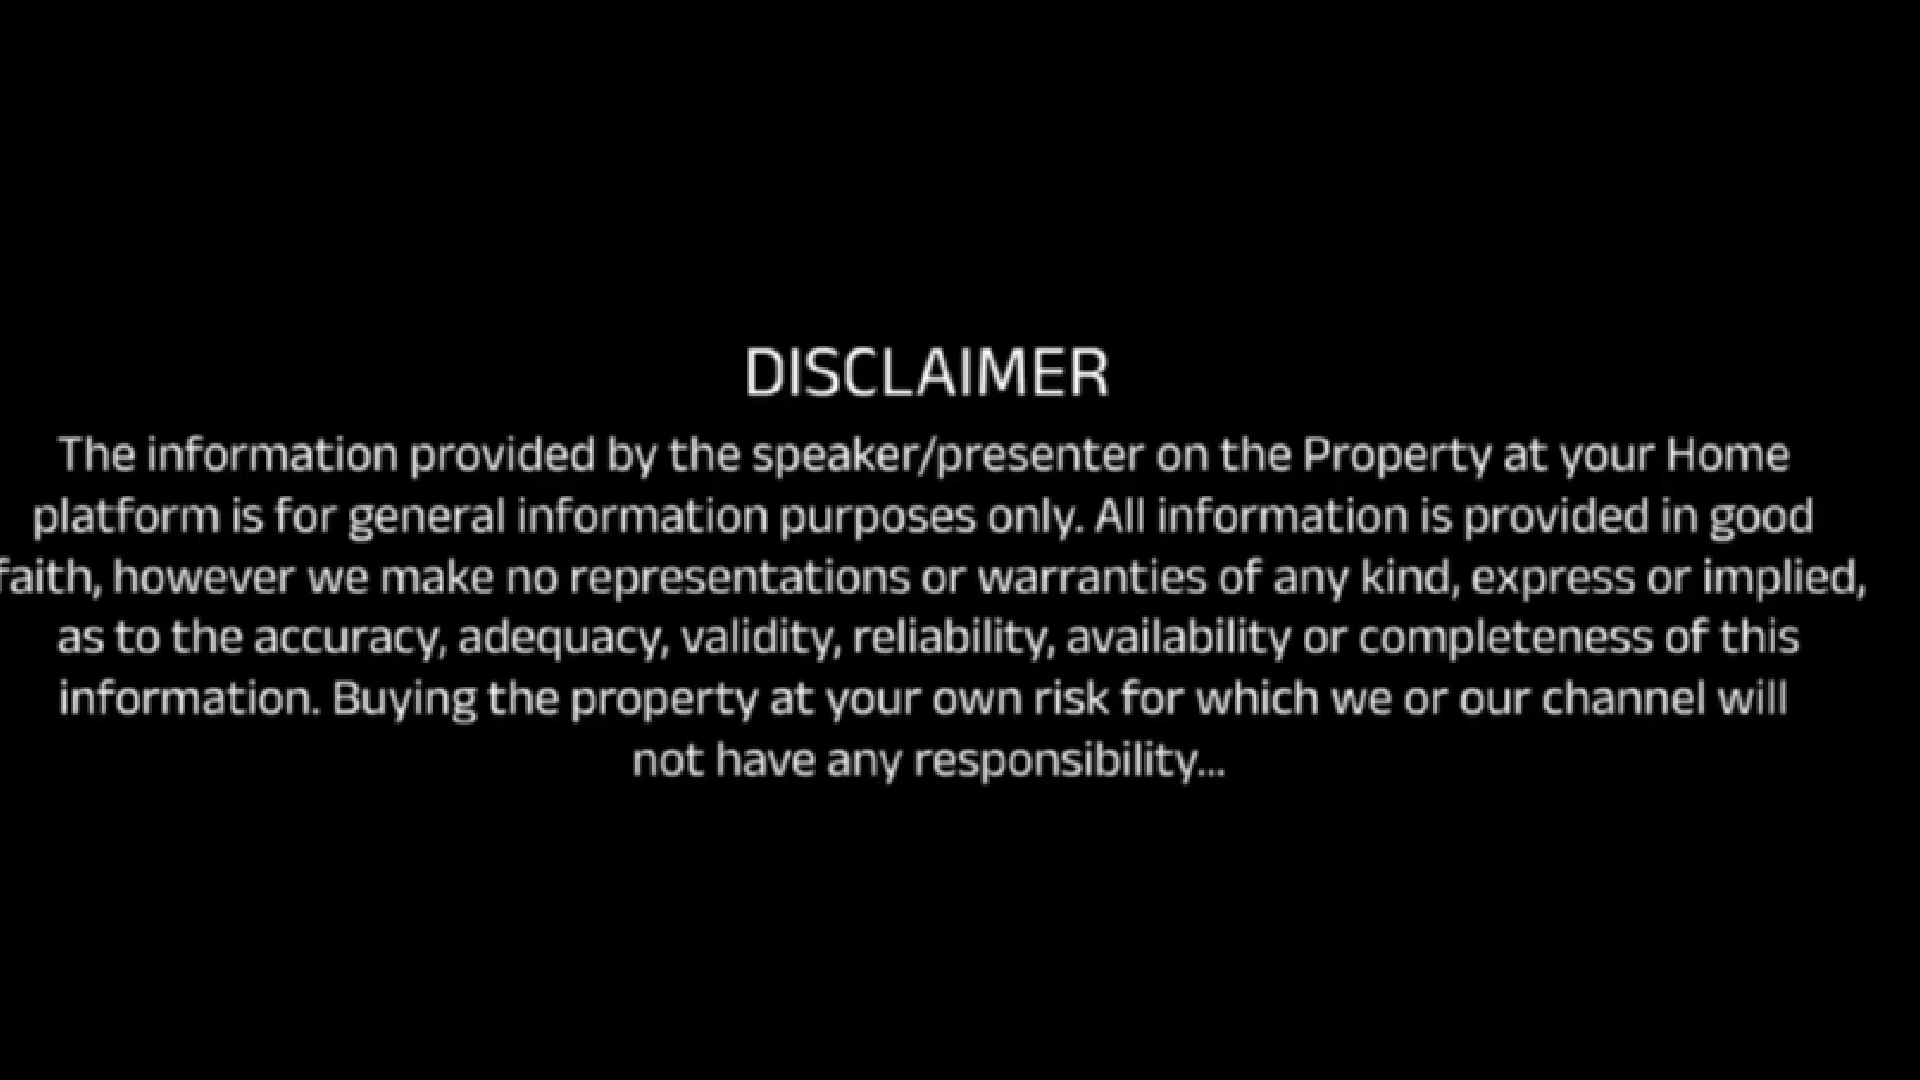 DISCLAIMER
The information provided by the speaker/presenter on the Property at your Home
platform is for general information purposes only. All information is provided in good
faith, however we make no representations or warranties of any kind, express or implied,
as to the accuracy, adequacy, validity, reliability, availability or completeness of this
information. Buying the property at your own risk for which we or our channel will
not have any responsibility...